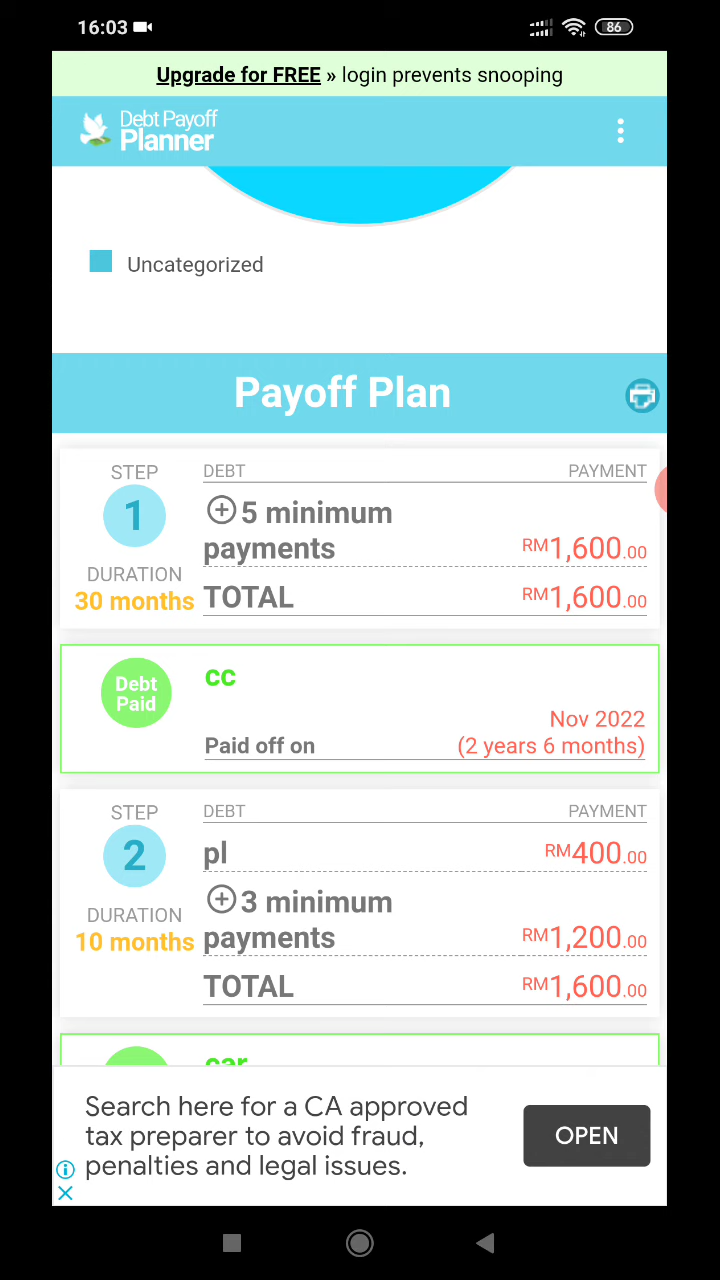 16:03
86
Upgrade for FREE » login prevents snooping
Debt Payoff
Planner
Uncategorized
Payoff Plan
STEP
1
DURATION
30 months
DEBT PAYMENT
5 minimum
payments RM1,600.00
TOTAL RM1,600.00
Debt
Paid
cc
Nov 2022
Paid off on (2 years 6 months)
STEP
2
DURATION
10 months
DEBT PAYMENT
pl RM400.00
3 minimum
payments RM1,200.00
TOTAL RM1,600.00
car
Search here for a CA approved
tax preparer to avoid fraud,
penalties and legal issues.
OPEN